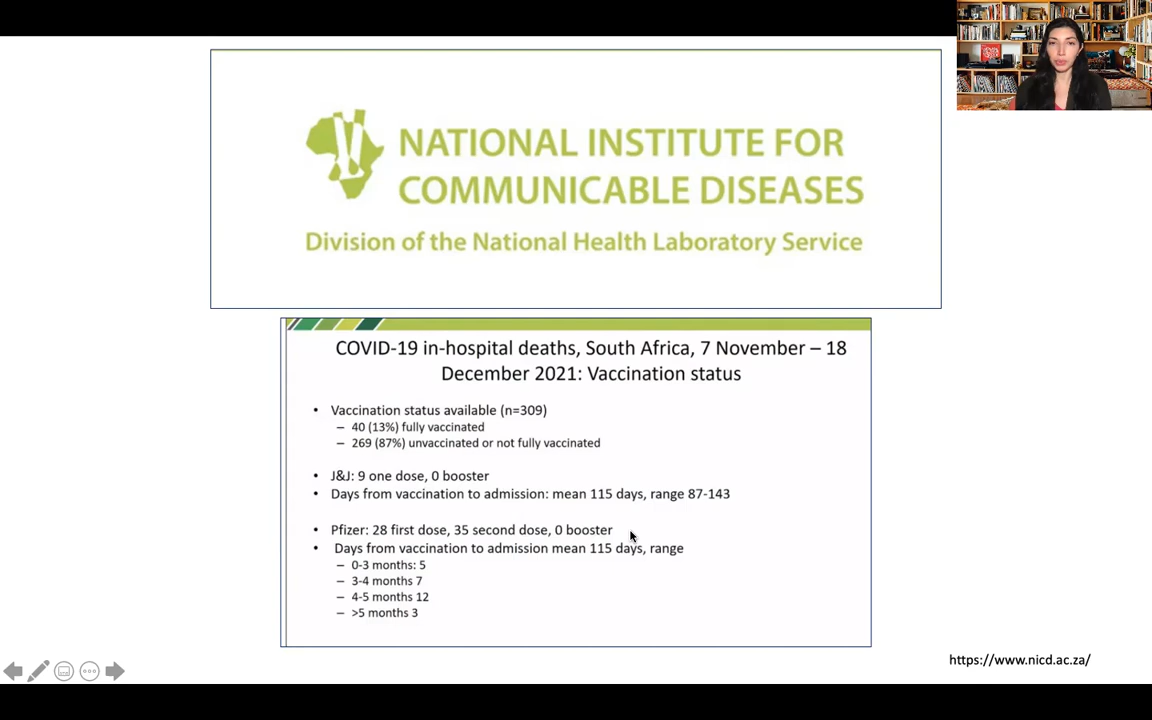 NATIONAL INSTITUTE FOR
COMMUNICABLE DISEASES
Division of the National Health Laboratory Service
COVID-19 in-hospital deaths, South Africa, 7 November – 18
December 2021: Vaccination status
• Vaccination status available (n=309)
– 40 (13%) fully vaccinated
– 269 (87%) unvaccinated or not fully vaccinated
• J&J: 9 one dose, 0 booster
• Days from vaccination to admission: mean 115 days, range 87-143
• Pfizer: 28 first dose, 35 second dose, 0 booster
• Days from vaccination to admission mean 115 days, range
– 0-3 months: 5
– 3-4 months 7
– 4-5 months 12
– >5 months 3
https://www.nicd.ac.za/